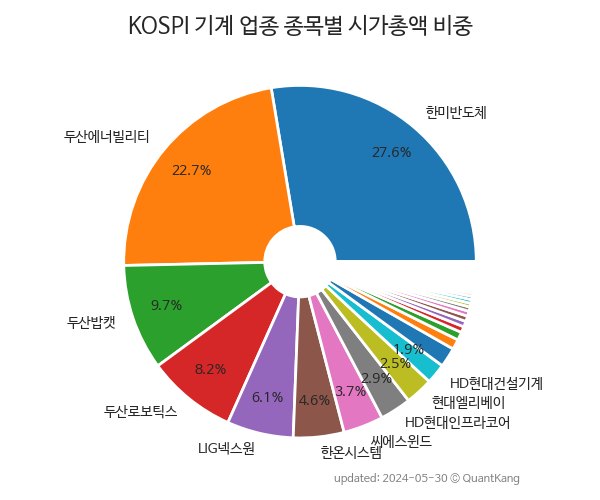 KOSPI 기계 업종 종목별 시가총액 비중
한미반도체
27.6%
두산에너빌리티
22.7%
두산밥캣
9.7%
두산로보틱스
8.2%
LIG넥스원
6.1%
한온시스템
4.6%
씨에스윈드
3.7%
HD현대인프라코어
2.9%
현대엘리베이
2.5%
HD현대건설기계
1.9%
updated: 2024-05-30 © QuantKang